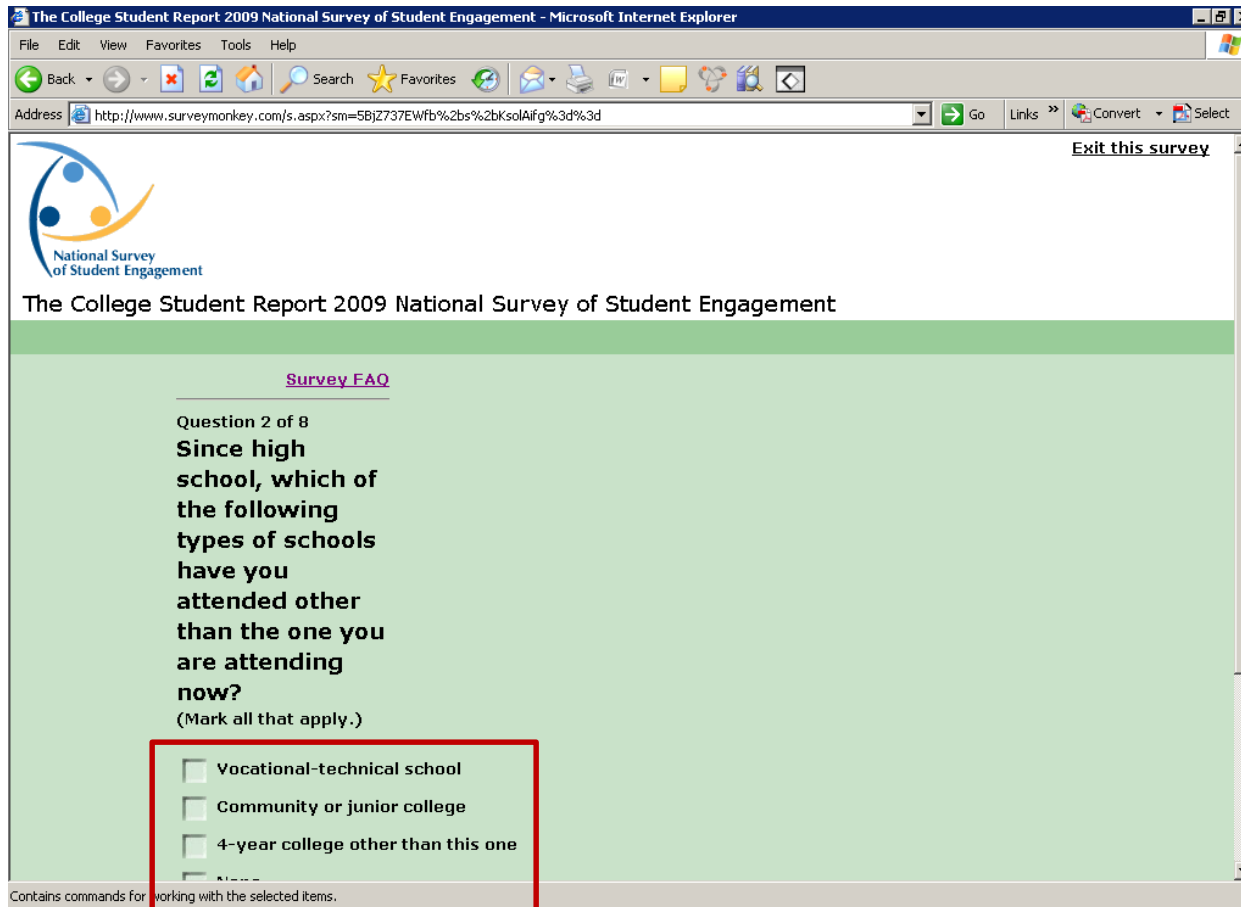 The College Student Report 2009 National Survey of Student Engagement - Microsoft Internet Explorer
File Edit View Favorites Tools Help
Back Search Favorites
Address http://www.surveymonkey.com/s.aspx?sm=5BjZ737EWfb%2bs%2bKsolAifg%3d%3d Go Links » Convert Select
Exit this survey
National Survey
of Student Engagement
The College Student Report 2009 National Survey of Student Engagement
Survey FAQ
Question 2 of 8
Since high
school, which of
the following
types of schools
have you
attended other
than the one you
are attending
now?
(Mark all that apply.)
Vocational-technical school
Community or junior college
4-year college other than this one
None
Contains commands for working with the selected items.